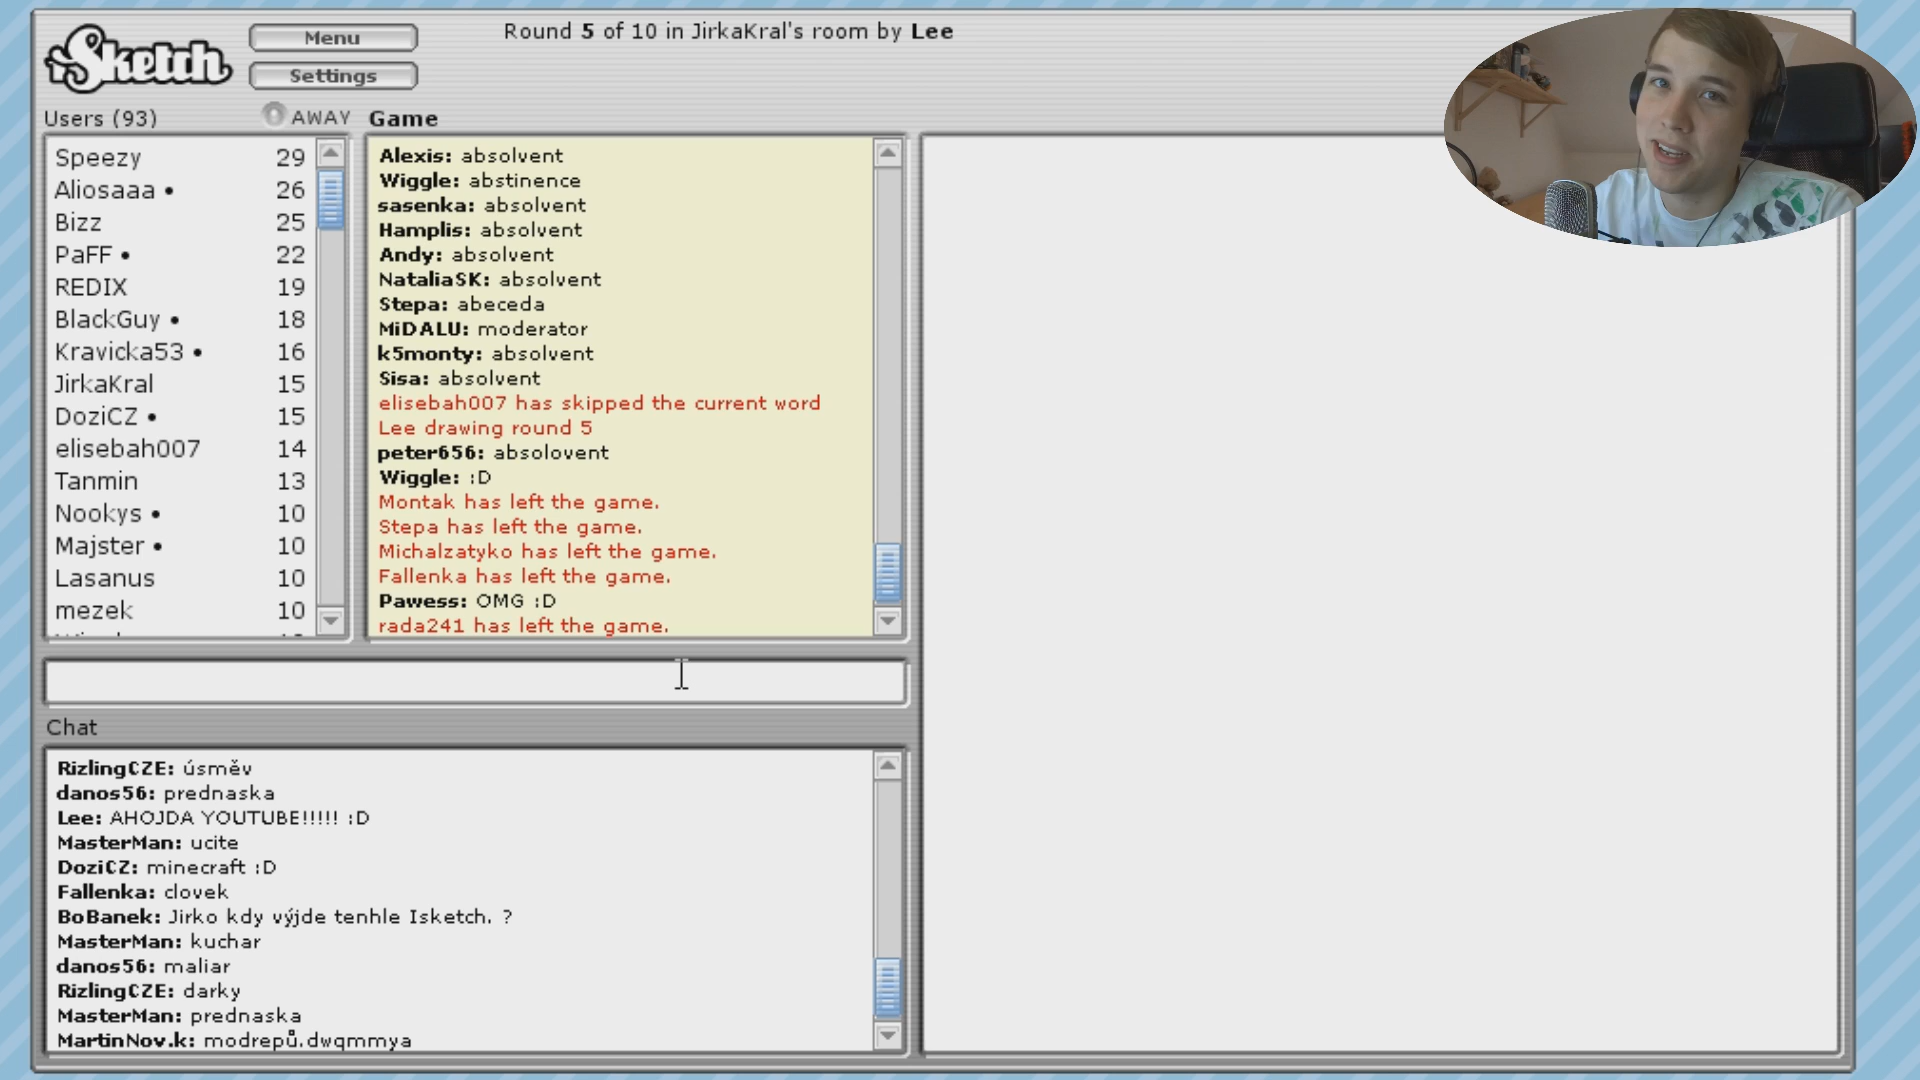 iSketch
Menu
Settings
Round 5 of 10 in JirkaKral's room by Lee
Users (93)
AWAY
Game
Speezy 29
Aliosaaa • 26
Bizz 25
PaFF • 22
REDIX 19
BlackGuy • 18
Kravicka53 • 16
JirkaKral 15
DoziCZ • 15
elisebah007 14
Tanmin 13
Nookys • 10
Majster • 10
Lasanus 10
mezek 10
Alexis: absolvent
Wiggle: abstinence
sasenka: absolvent
Hamplis: absolvent
Andy: absolvent
NataliaSK: absolvent
Stepa: abeceda
MiDALU: moderator
k5monty: absolvent
Sisa: absolvent
elisebah007 has skipped the current word
Lee drawing round 5
peter656: absolovent
Wiggle: :D
Montak has left the game.
Stepa has left the game.
Michalzatyko has left the game.
Fallenka has left the game.
Pawess: OMG :D
rada241 has left the game.
Chat
RizlingCZE: úsměv
danos56: prednaska
Lee: AHOJDA YOUTUBE!!!!! :D
MasterMan: ucite
DoziCZ: minecraft :D
Fallenka: clovek
BoBanek: Jirko kdy výjde tenhle Isketch. ?
MasterMan: kuchar
danos56: maliar
RizlingCZE: darky
MasterMan: prednaska
MartinNov.k: modrepů.dwqmmya